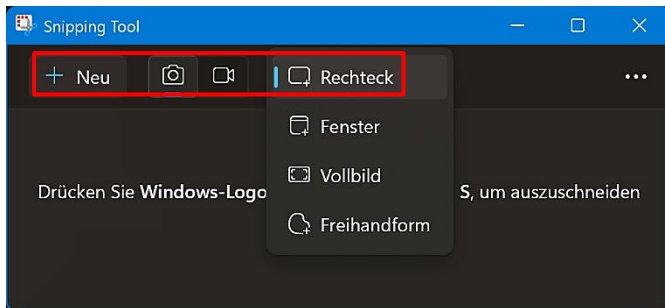 Snipping Tool
Neu
Rechteck
Fenster
Vollbild
Drücken Sie Windows-Logo S, um auszuschneiden
Freihandform